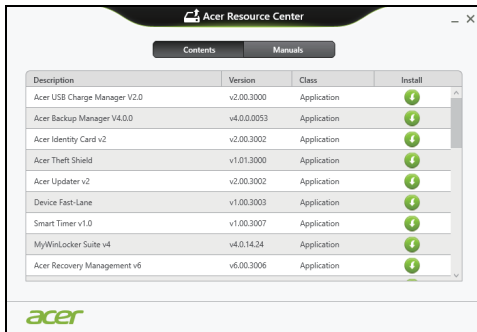 Acer Resource Center
Contents Manuals
Description Version Class Install
Acer USB Charge Manager V2.0 v2.00.3000 Application
Acer Backup Manager V4.0.0 v4.0.0.0053 Application
Acer Identity Card v2 v2.00.3002 Application
Acer Theft Shield v1.01.3000 Application
Acer Updater v2 v2.00.3002 Application
Device Fast-Lane v1.00.3003 Application
Smart Timer v1.0 v1.00.3007 Application
MyWinLocker Suite v4 v4.0.14.24 Application
Acer Recovery Management v6 v6.00.3006 Application
acer